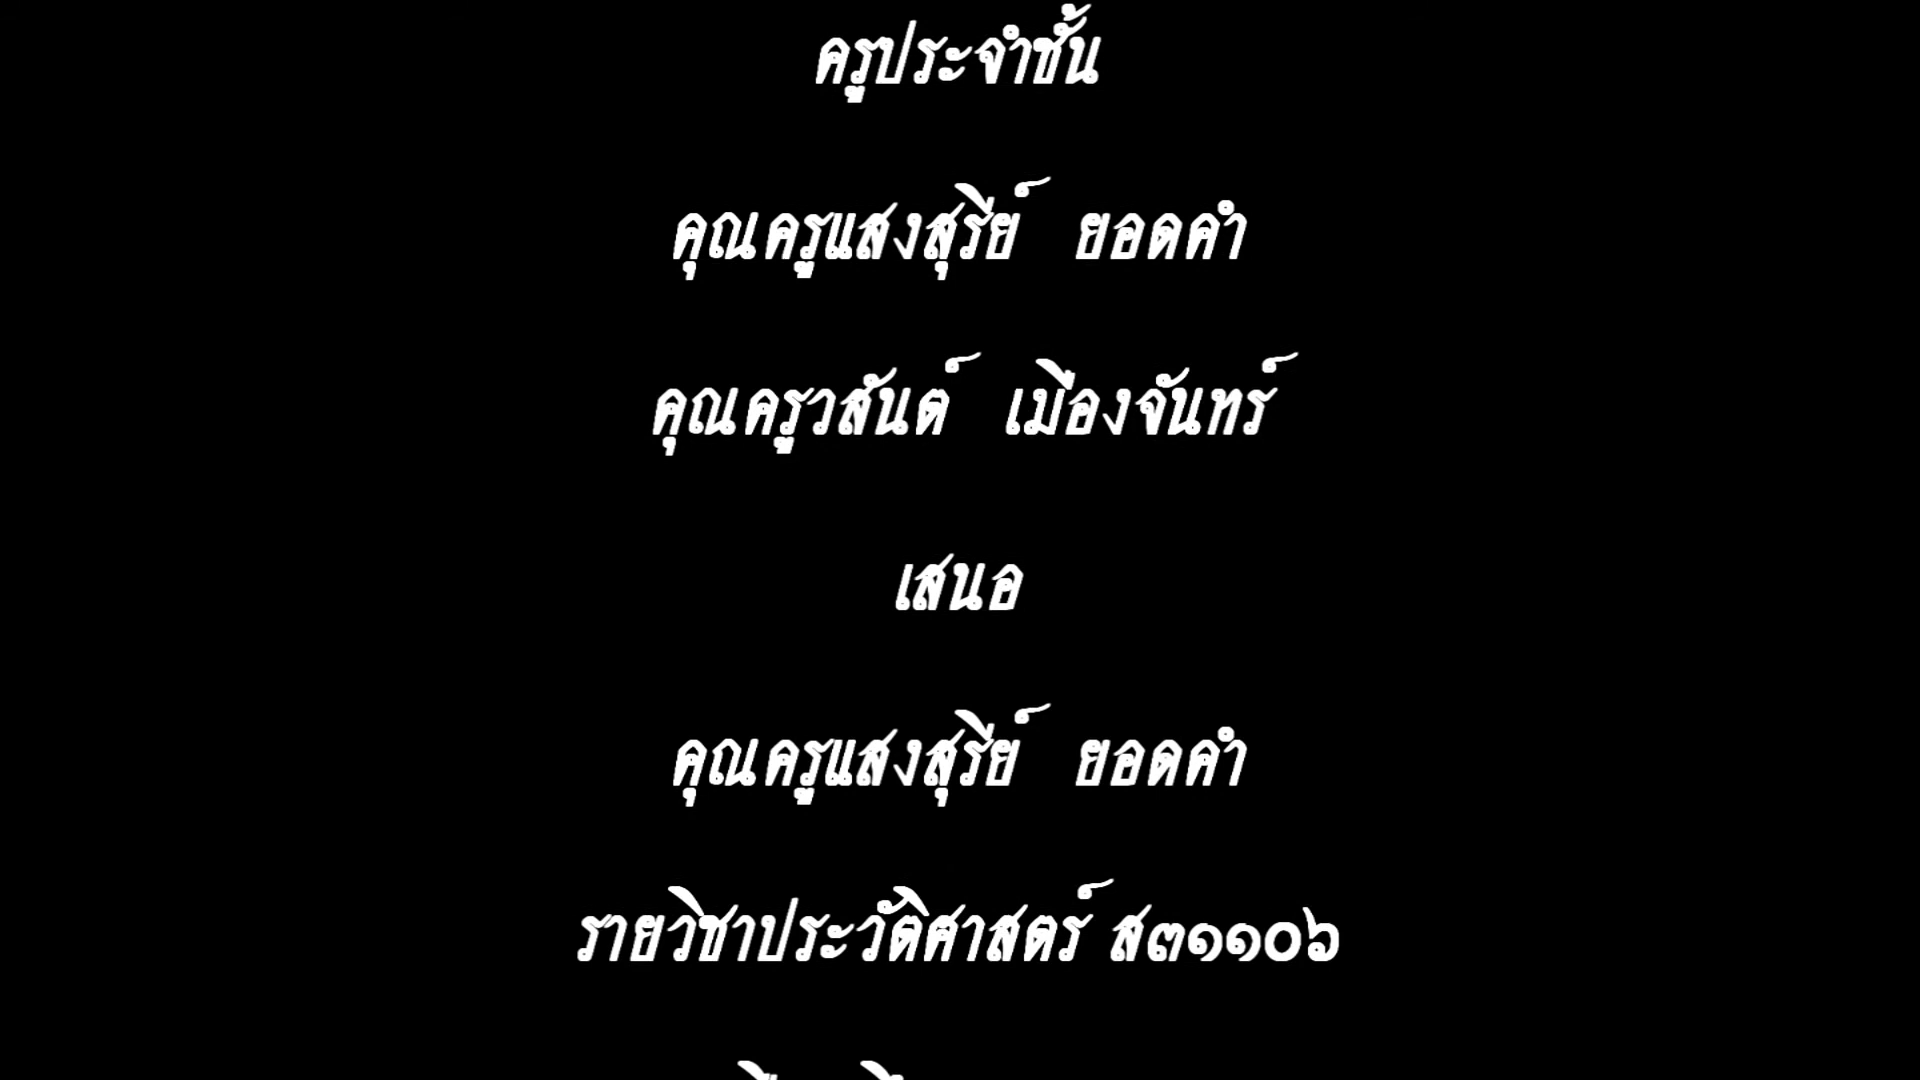 ครูประจำชั้น
คุณครูแสงสุรีย์ ยอดคำ
คุณครูวสันต์ เมืองจันทร์
เสนอ
คุณครูแสงสุรีย์ ยอดคำ
รายวิชาประวัติศาสตร์ ส๓๑๑๐๖